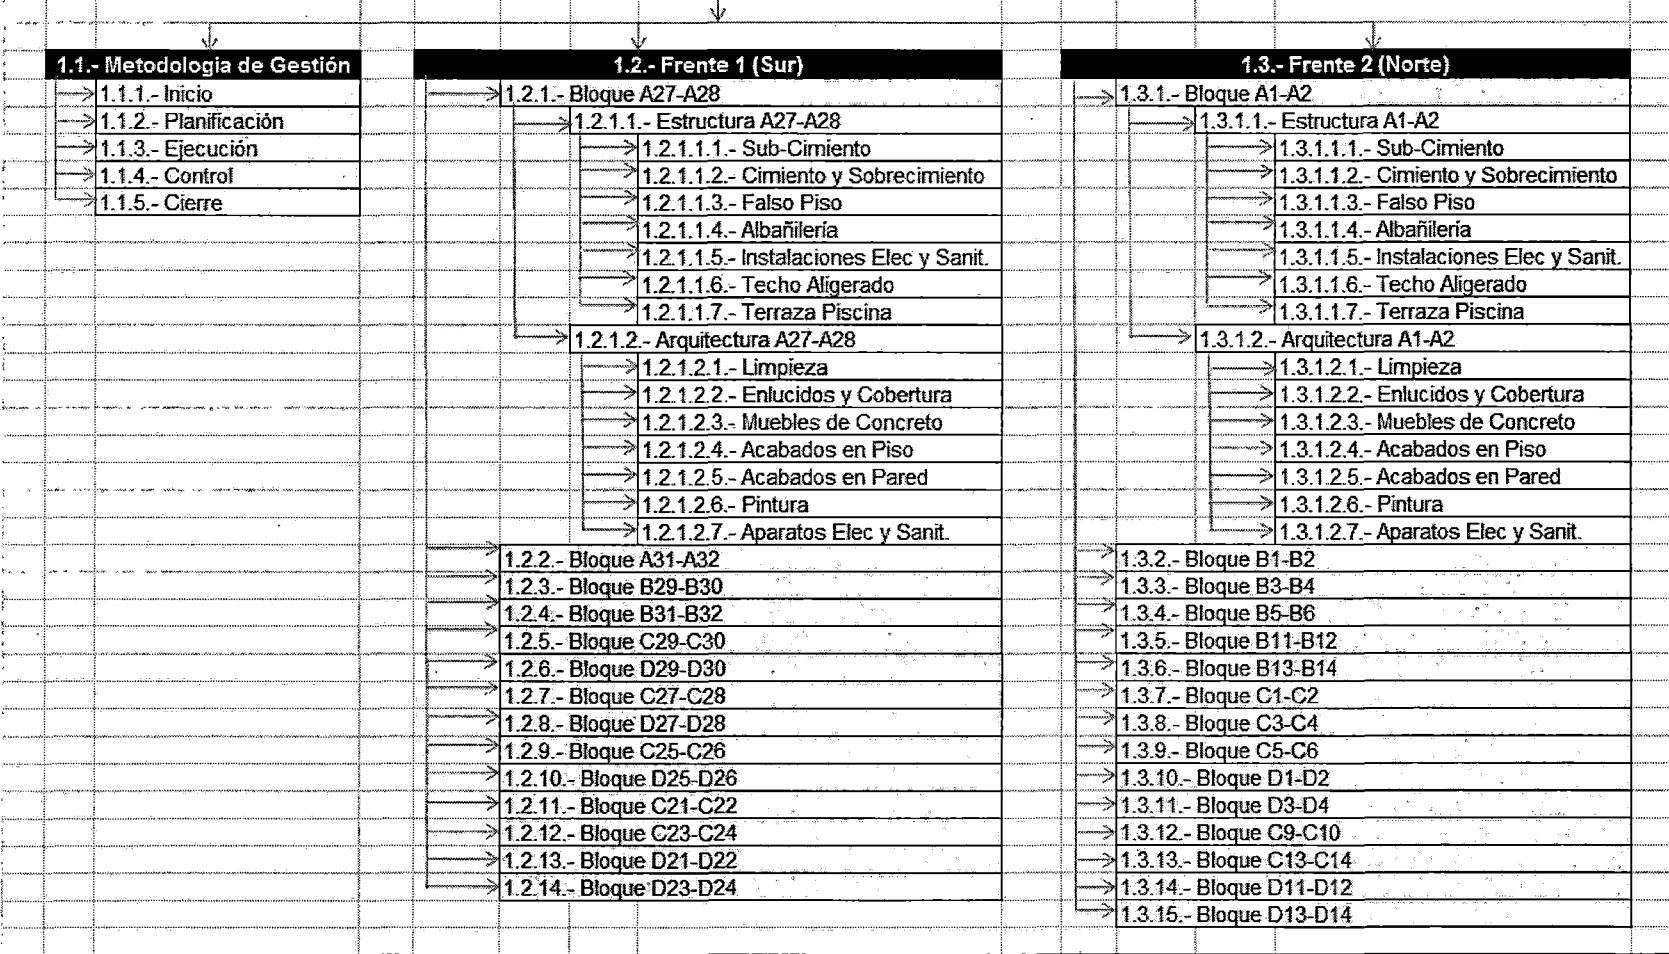 1.1.- Metodologia de Gestión
1.1.1.- Inicio
1.1.2.- Planificación
1.1.3.- Ejecución
1.1.4.- Control
1.1.5.- Cierre
1.2.- Frente 1 (Sur)
1.2.1.- Bloque A27-A28
1.2.1.1.- Estructura A27-A28
1.2.1.1.1.- Sub-Cimiento
1.2.1.1.2.- Cimiento y Sobrecimiento
1.2.1.1.3.- Falso Piso
1.2.1.1.4.- Albañilería
1.2.1.1.5.- Instalaciones Elec y Sanit.
1.2.1.1.6.- Techo Aligerado
1.2.1.1.7.- Terraza Piscina
1.2.1.2.- Arquitectura A27-A28
1.2.1.2.1.- Limpieza
1.2.1.2.2.- Enlucidos y Cobertura
1.2.1.2.3.- Muebles de Concreto
1.2.1.2.4.- Acabados en Piso
1.2.1.2.5.- Acabados en Pared
1.2.1.2.6.- Pintura
1.2.1.2.7.- Aparatos Elec y Sanit.
1.2.2.- Bloque A31-A32
1.2.3.- Bloque B29-B30
1.2.4.- Bloque B31-B32
1.2.5.- Bloque C29-C30
1.2.6.- Bloque D29-D30
1.2.7.- Bloque C27-C28
1.2.8.- Bloque D27-D28
1.2.9.- Bloque C25-C26
1.2.10.- Bloque D25-D26
1.2.11.- Bloque C21-C22
1.2.12.- Bloque C23-C24
1.2.13.- Bloque D21-D22
1.2.14.- Bloque D23-D24
1.3.- Frente 2 (Norte)
1.3.1.- Bloque A1-A2
1.3.1.1.- Estructura A1-A2
1.3.1.1.1.- Sub-Cimiento
1.3.1.1.2.- Cimiento y Sobrecimiento
1.3.1.1.3.- Falso Piso
1.3.1.1.4.- Albañilería
1.3.1.1.5.- Instalaciones Elec y Sanit.
1.3.1.1.6.- Techo Aligerado
1.3.1.1.7.- Terraza Piscina
1.3.1.2.- Arquitectura A1-A2
1.3.1.2.1.- Limpieza
1.3.1.2.2.- Enlucidos y Cobertura
1.3.1.2.3.- Muebles de Concreto
1.3.1.2.4.- Acabados en Piso
1.3.1.2.5.- Acabados en Pared
1.3.1.2.6.- Pintura
1.3.1.2.7.- Aparatos Elec y Sanit.
1.3.2.- Bloque B1-B2
1.3.3.- Bloque B3-B4
1.3.4.- Bloque B5-B6
1.3.5.- Bloque B11-B12
1.3.6.- Bloque B13-B14
1.3.7.- Bloque C1-C2
1.3.8.- Bloque C3-C4
1.3.9.- Bloque C5-C6
1.3.10.- Bloque D1-D2
1.3.11.- Bloque D3-D4
1.3.12.- Bloque C9-C10
1.3.13.- Bloque C13-C14
1.3.14.- Bloque D11-D12
1.3.15.- Bloque D13-D14